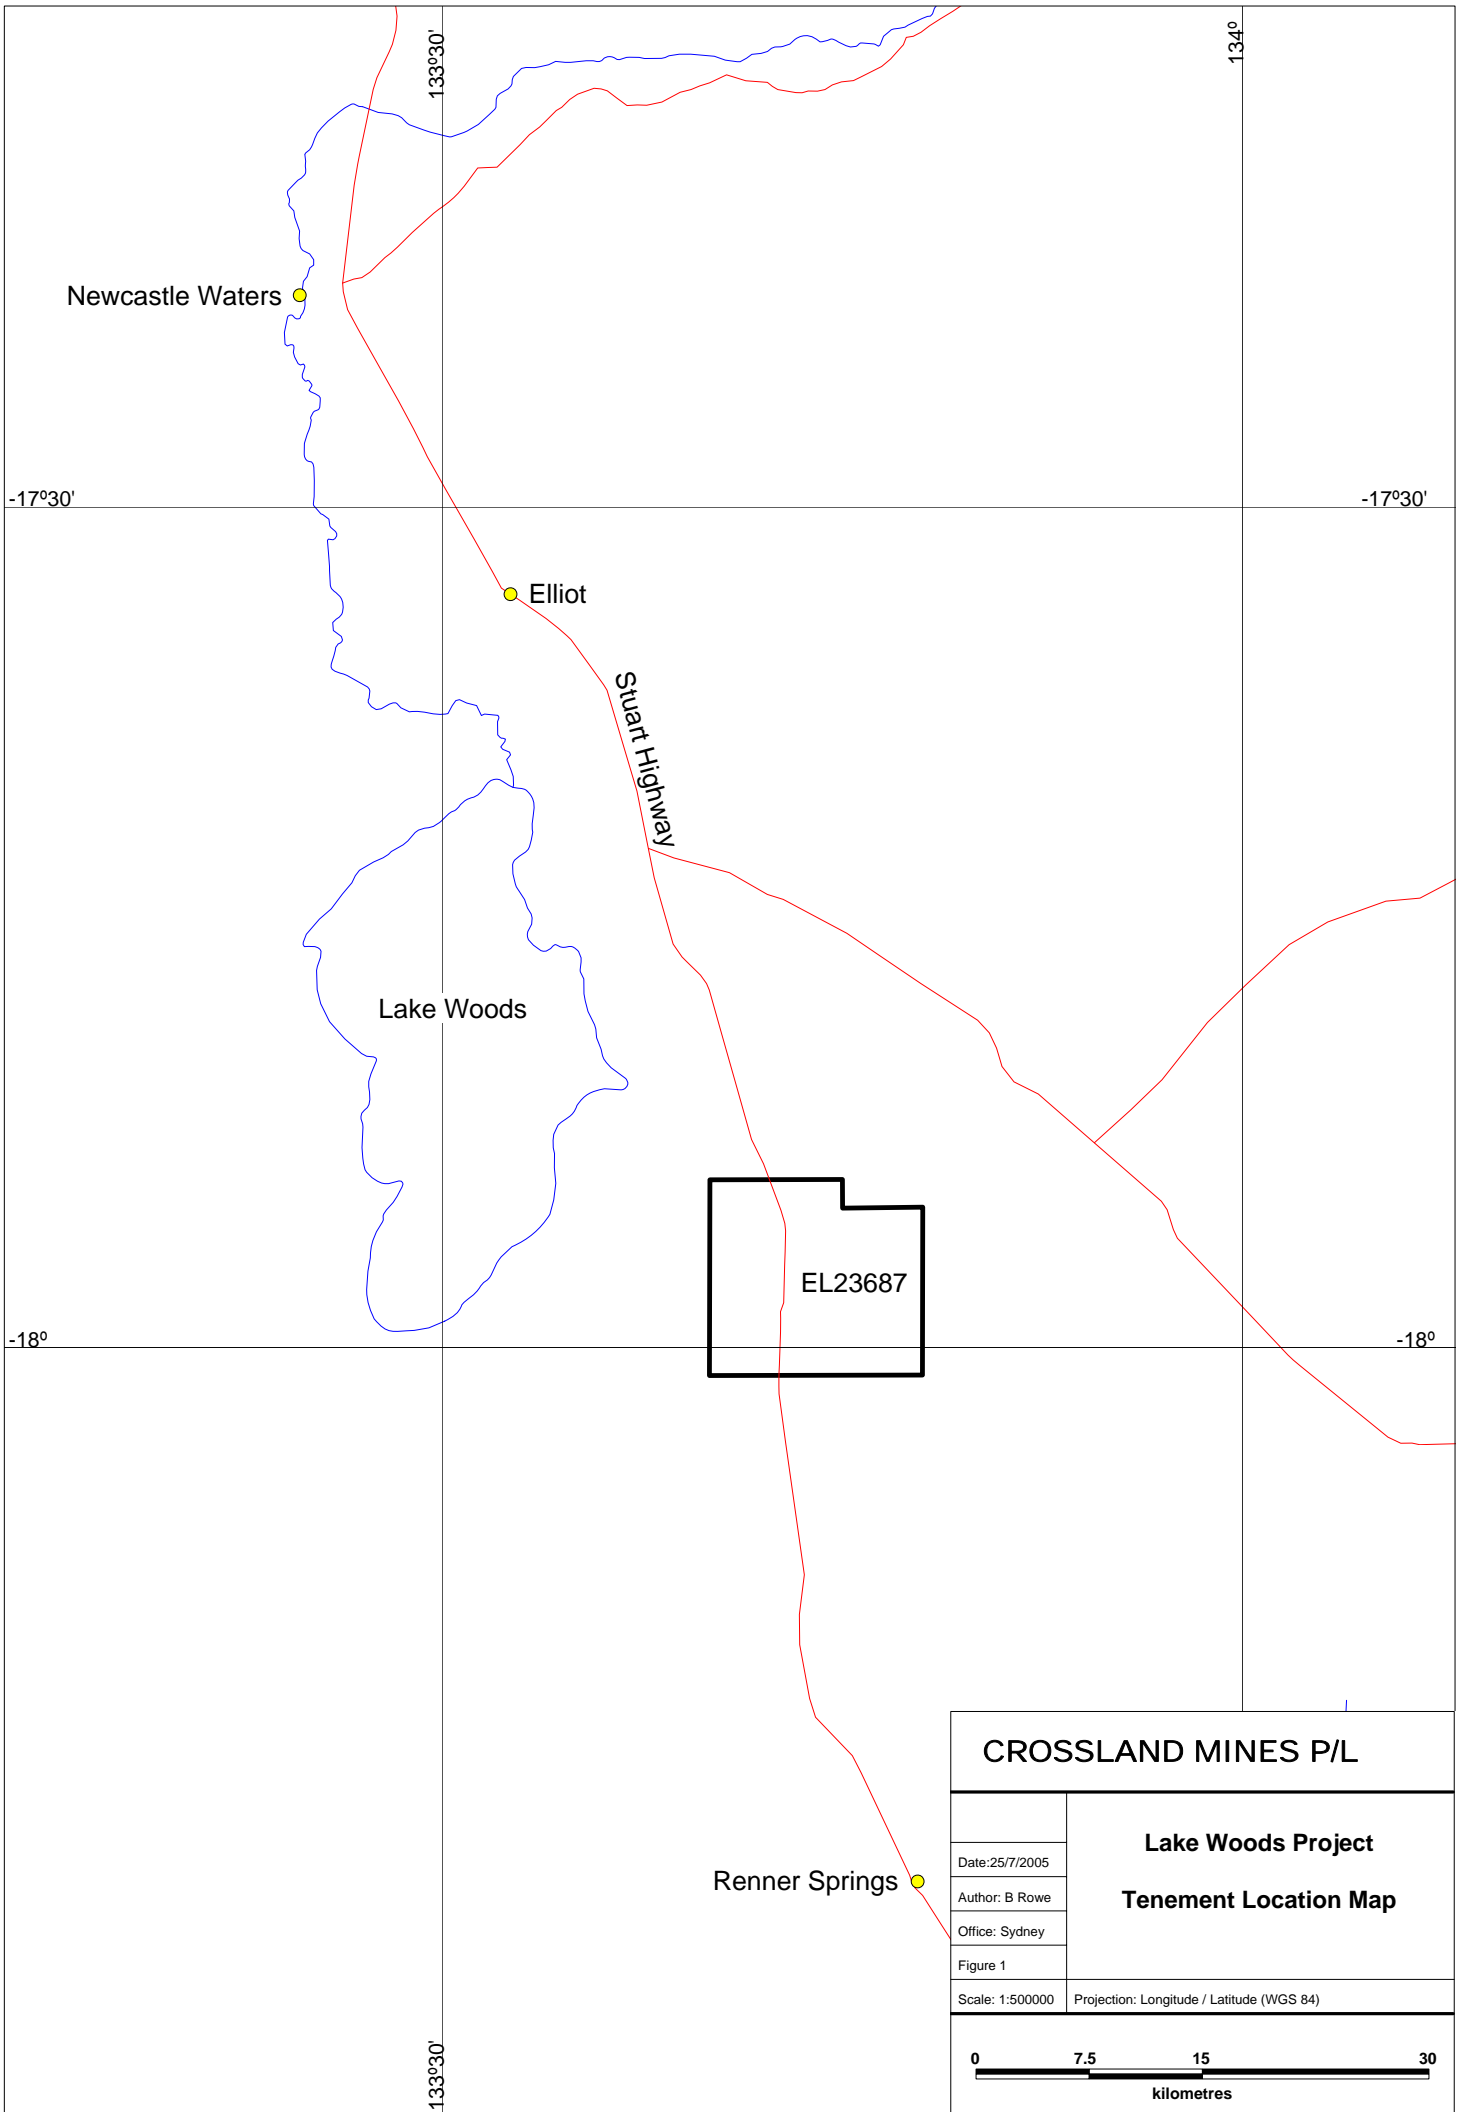 133º30'
134º
Newcastle Waters
-17º30'
-17º30'
Elliot
Stuart Highway
Lake Woods
EL23687
-18º
-18º
Renner Springs
133º30'
CROSSLAND MINES P/L
Lake Woods Project
Tenement Location Map
Date:25/7/2005
Author: B Rowe
Office: Sydney
Figure 1
Scale: 1:500000
Projection: Longitude / Latitude (WGS 84)
0 7.5 15 30
kilometres